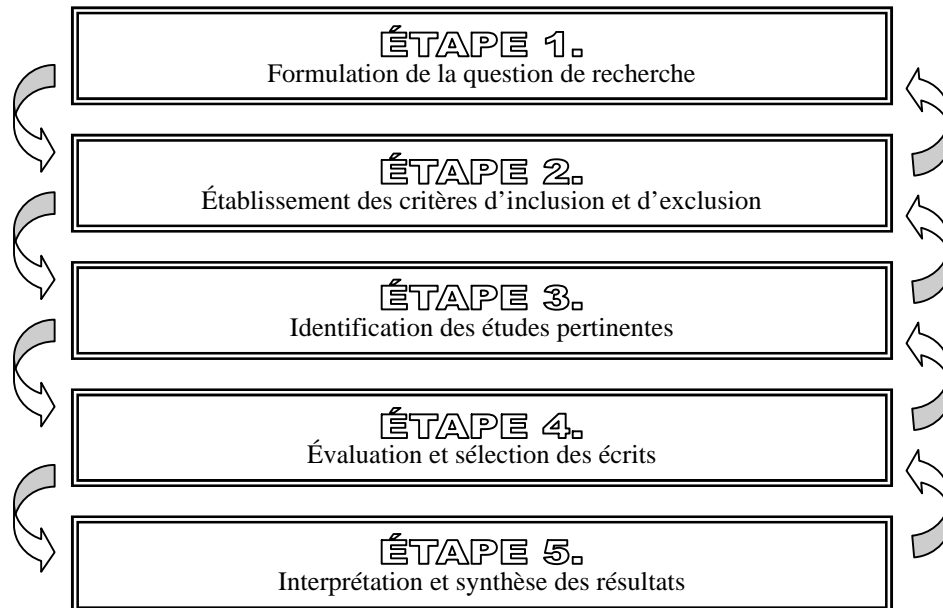 ÉTAPE 1.
Formulation de la question de recherche
ÉTAPE 2.
Établissement des critères d’inclusion et d’exclusion
ÉTAPE 3.
Identification des études pertinentes
ÉTAPE 4.
Évaluation et sélection des écrits
ÉTAPE 5.
Interprétation et synthèse des résultats